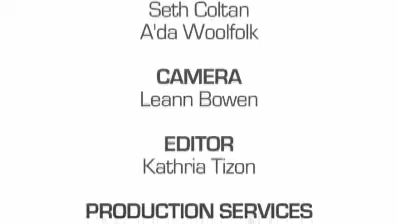 Seth Coltan
A'da Woolfolk
CAMERA
Leann Bowen
EDITOR
Kathria Tizon
PRODUCTION SERVICES